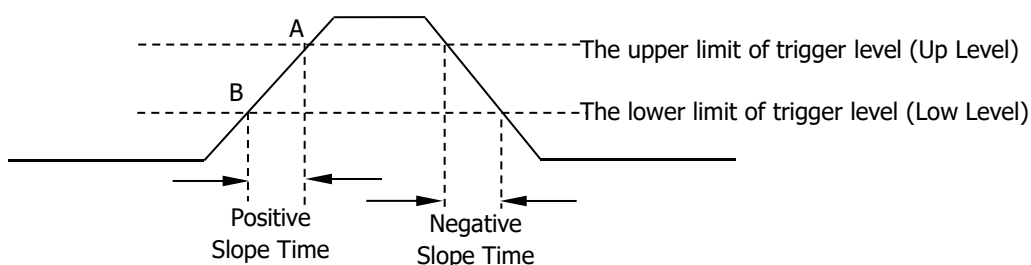 A
The upper limit of trigger level (Up Level)
B
The lower limit of trigger level (Low Level)
Positive
Slope Time
Negative
Slope Time